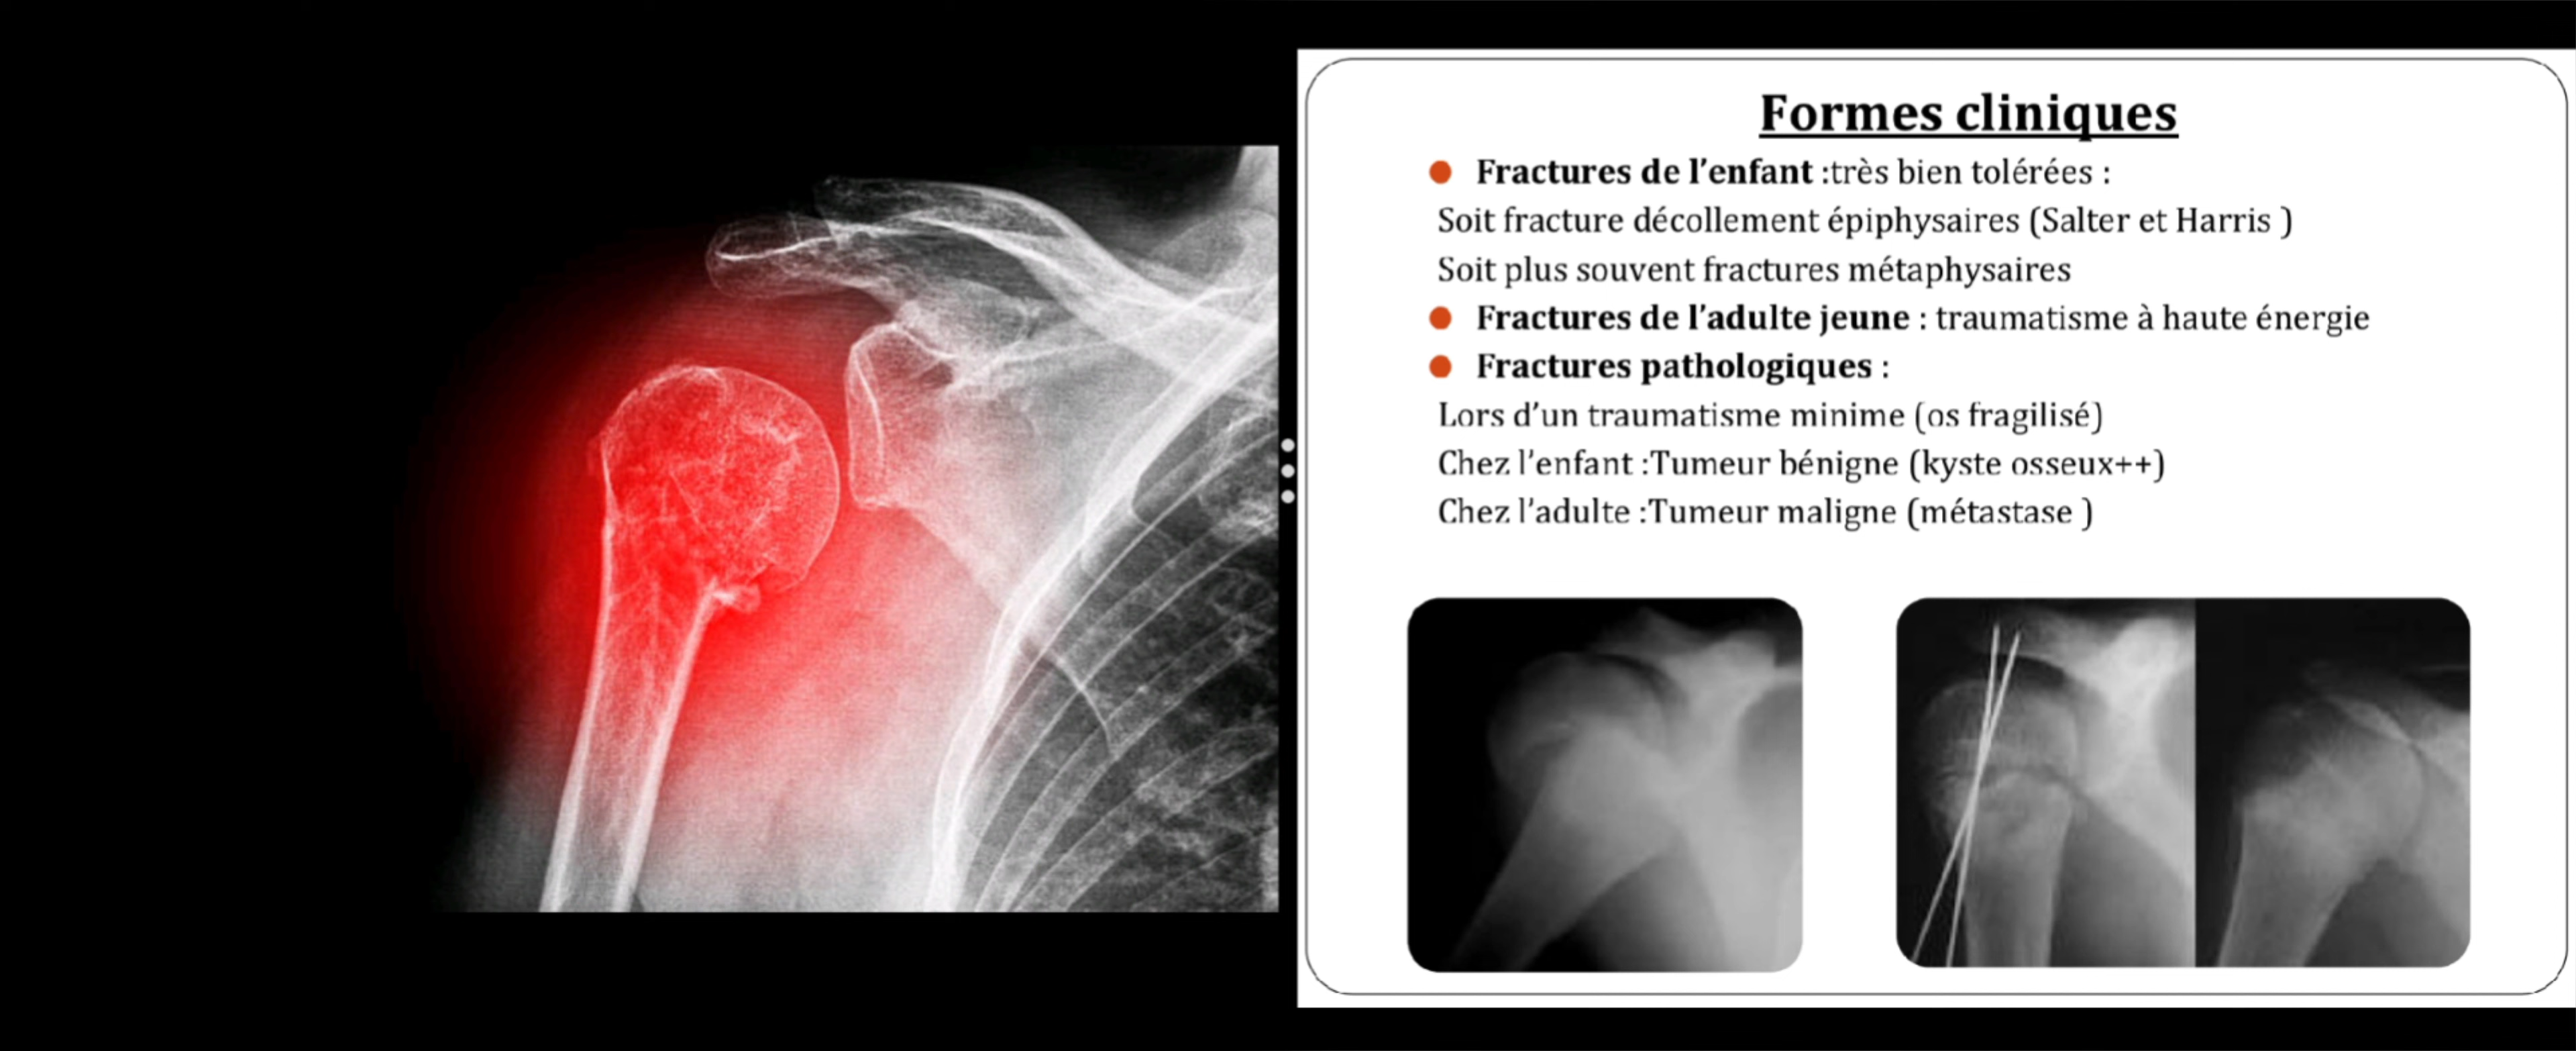 Formes cliniques
Fractures de l'enfant :très bien tolérées :
Soit fracture décollement épiphysaires (Salter et Harris )
Soit plus souvent fractures métaphysaires
Fractures de l'adulte jeune : traumatisme à haute énergie
Fractures pathologiques :
Lors d'un traumatisme minime (os fragilisé)
Chez l'enfant :Tumeur bénigne (kyste osseux++)
Chez l'adulte :Tumeur maligne (métastase )